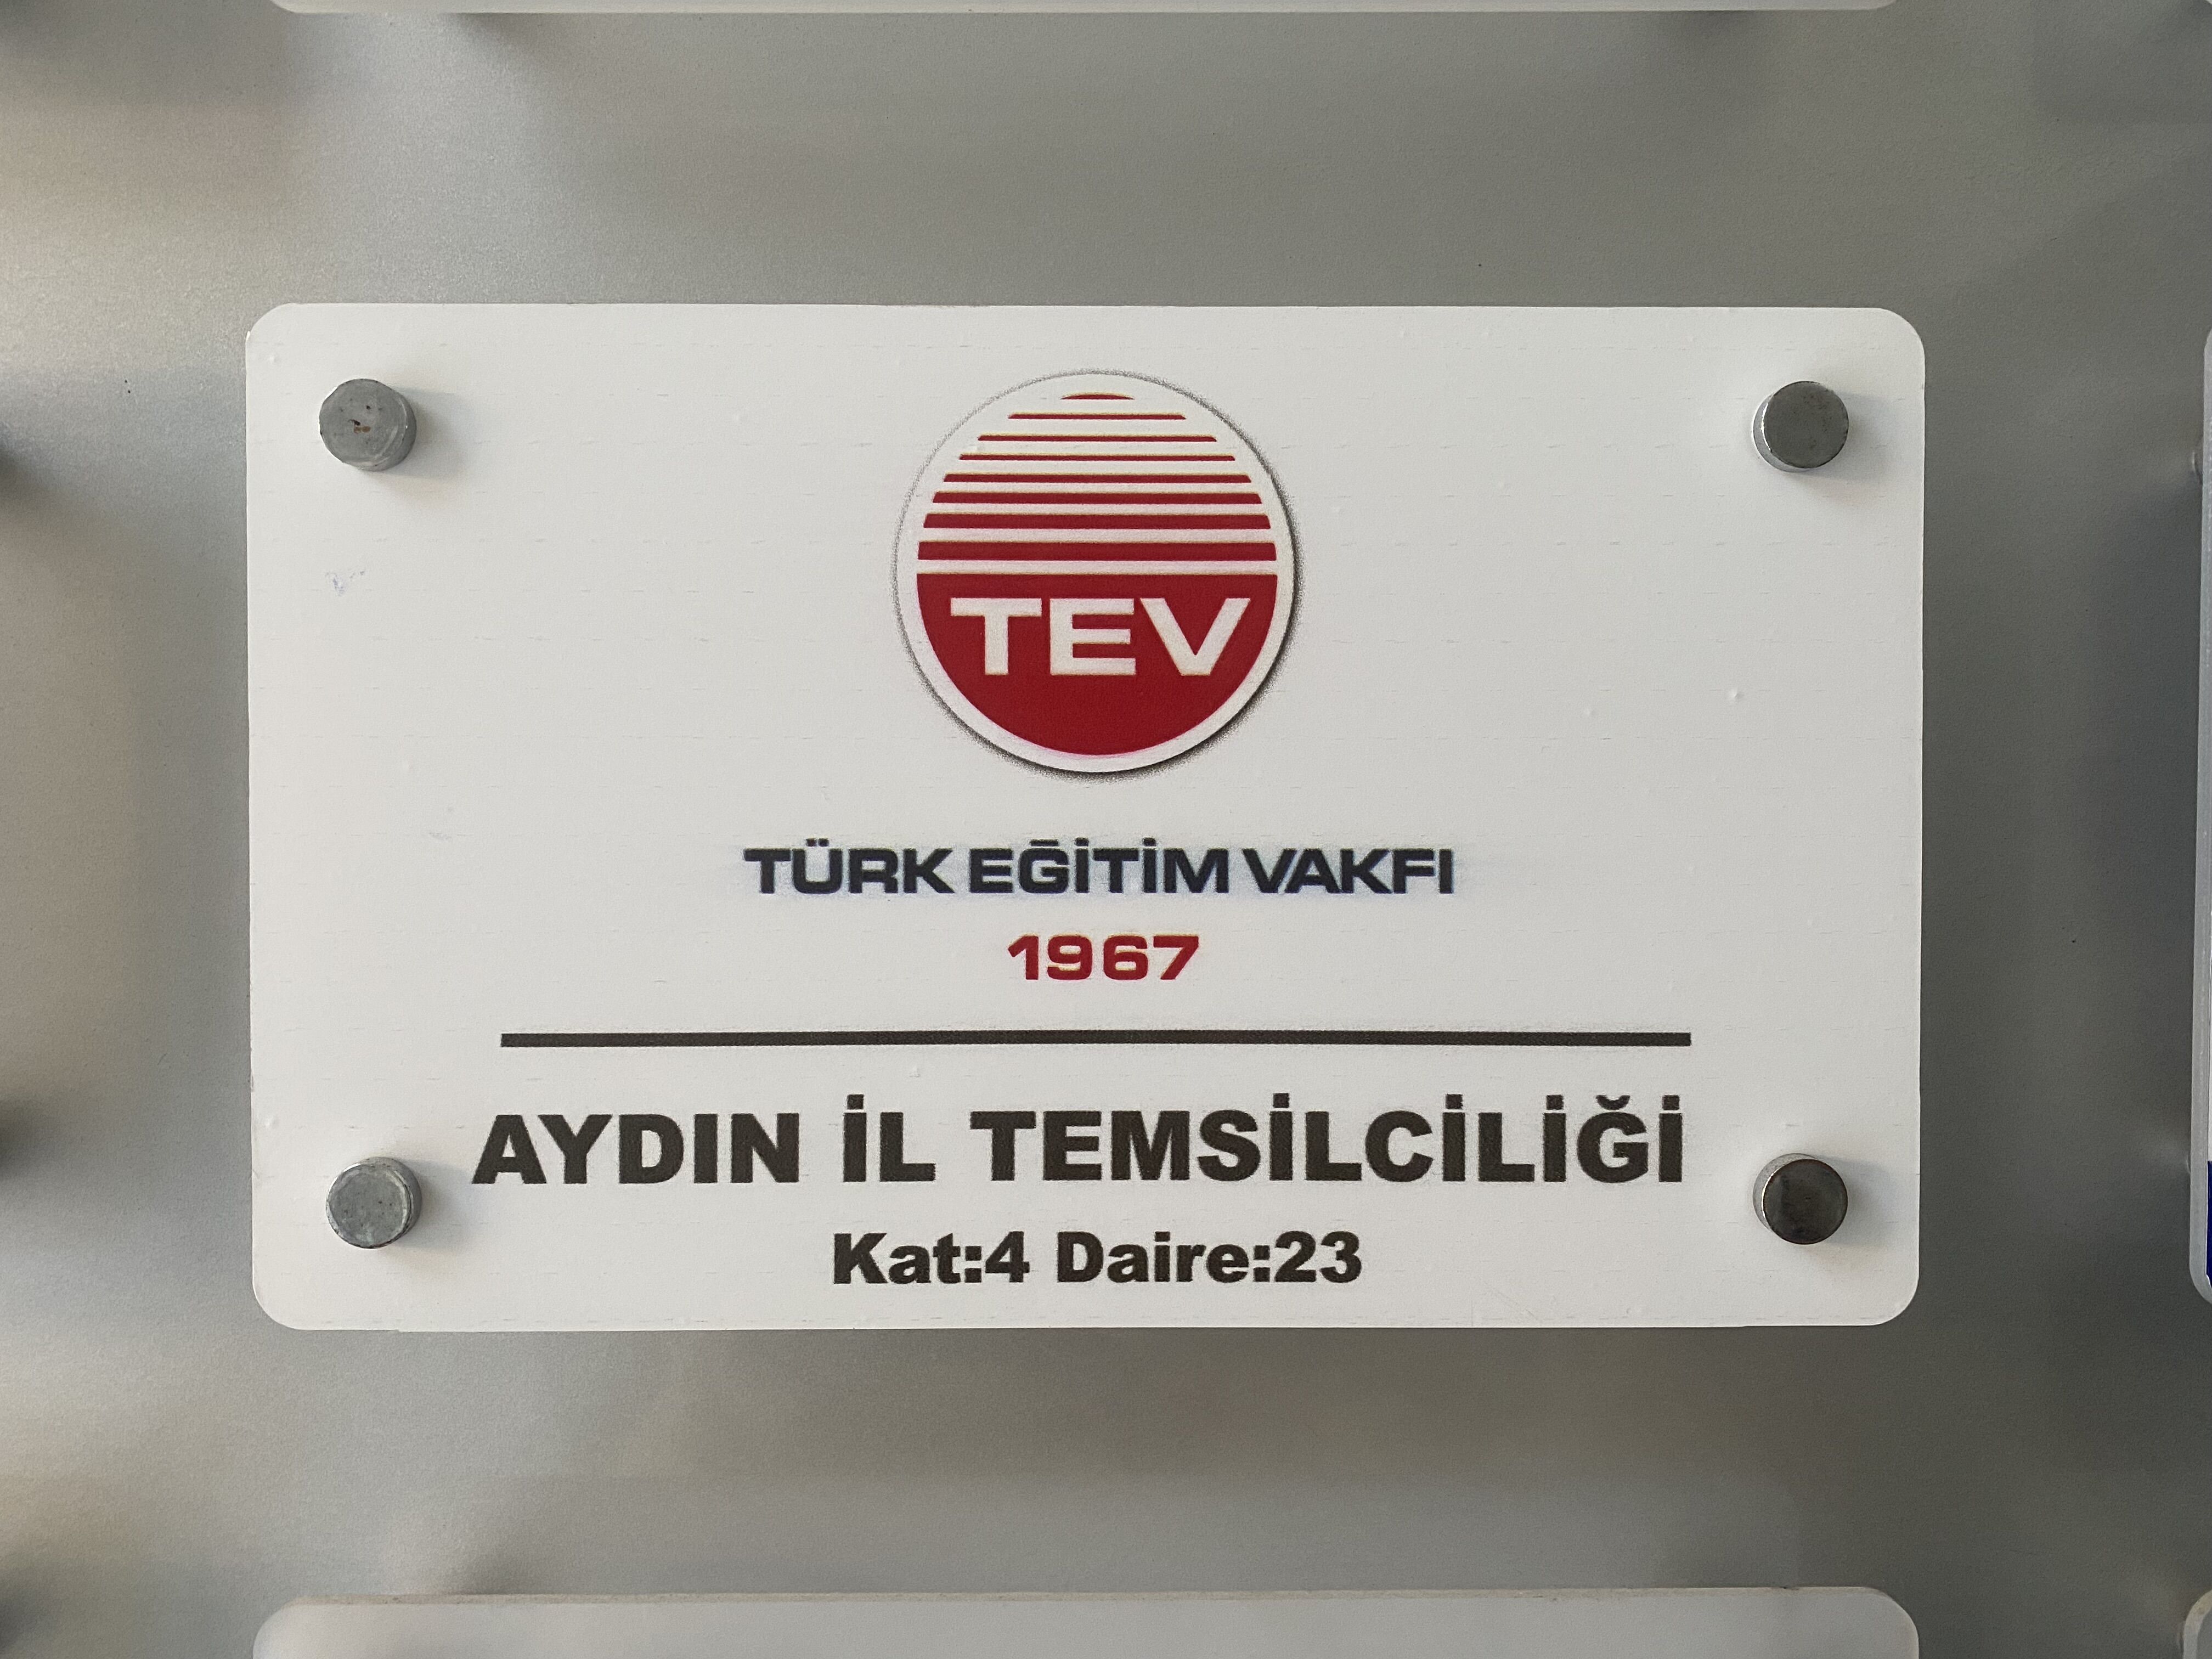 TEV
TÜRK EĞİTİM VAKFI
1967
AYDIN İL TEMSİLCİLİĞİ
Kat:4 Daire:23